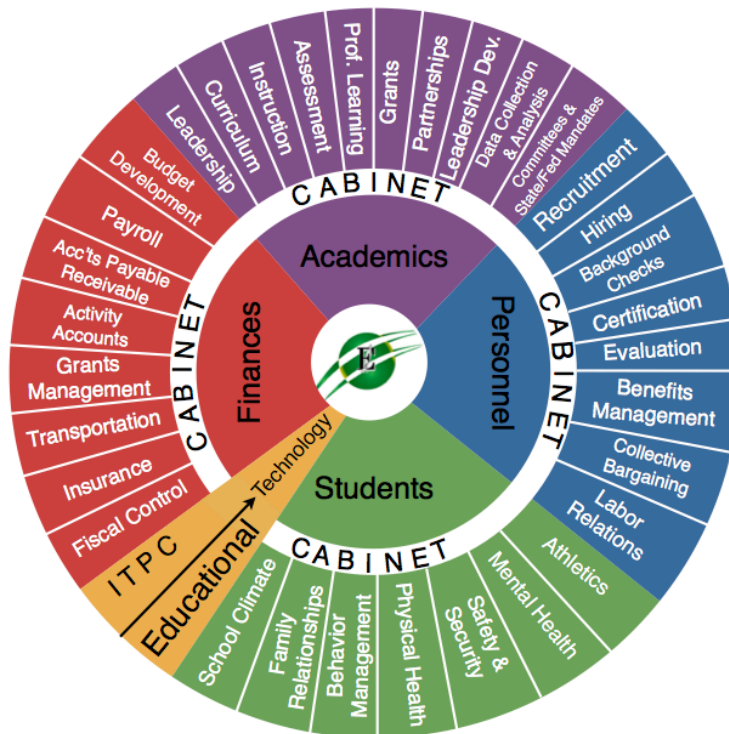 Leadership
Curriculum
Instruction
Assessment
Prof. Learning
Grants
Partnerships
Leadership Dev.
Data Collection
& Analysis
Committees &
State/Fed Mandates
Recruitment
Hiring
Background
Checks
Certification
Evaluation
Benefits
Management
Collective
Bargaining
Labor
Relations
Athletics
Mental Health
Safety &
Security
Physical Health
Behavior
Management
Family
Relationships
School Climate
Educational
Technology
ITPC
Fiscal Control
Insurance
Transportation
Grants
Management
Activity
Accounts
Acc'ts Payable
Receivable
Payroll
Budget
Development
CABINET
CABINET
CABINET
CABINET
Academics
Personnel
Students
Finances
E